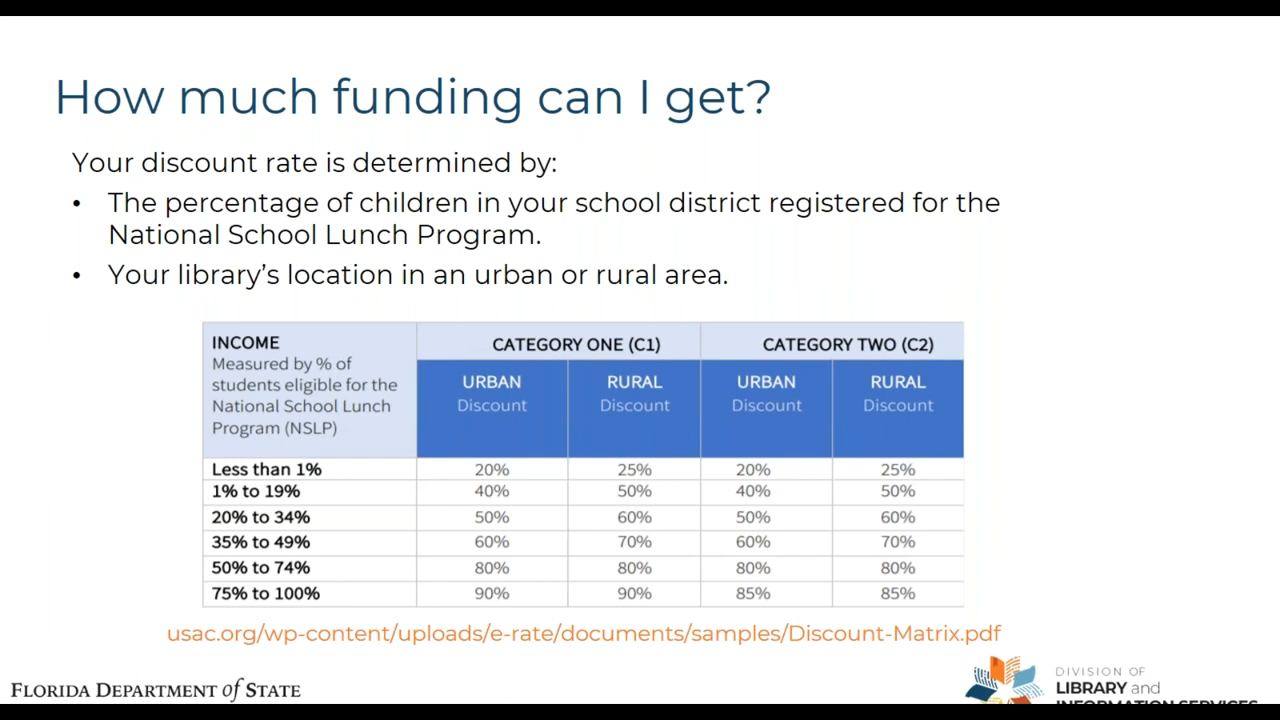 How much funding can I get?
Your discount rate is determined by:
• The percentage of children in your school district registered for the
National School Lunch Program.
• Your library's location in an urban or rural area.
INCOME
Measured by % of
students eligible for the
National School Lunch
Program (NSLP)
CATEGORY ONE (C1) CATEGORY TWO (C2)
URBAN RURAL URBAN RURAL
Discount Discount Discount Discount
Less than 1% 20% 25% 20% 25%
1% to 19% 40% 50% 40% 50%
20% to 34% 50% 60% 50% 60%
35% to 49% 60% 70% 60% 70%
50% to 74% 80% 80% 80% 80%
75% to 100% 90% 90% 85% 85%
usac.org/wp-content/uploads/e-rate/documents/samples/Discount-Matrix.pdf
FLORIDA DEPARTMENT of STATE
DIVISION OF
LIBRARY and
INFORMATION SERVICES